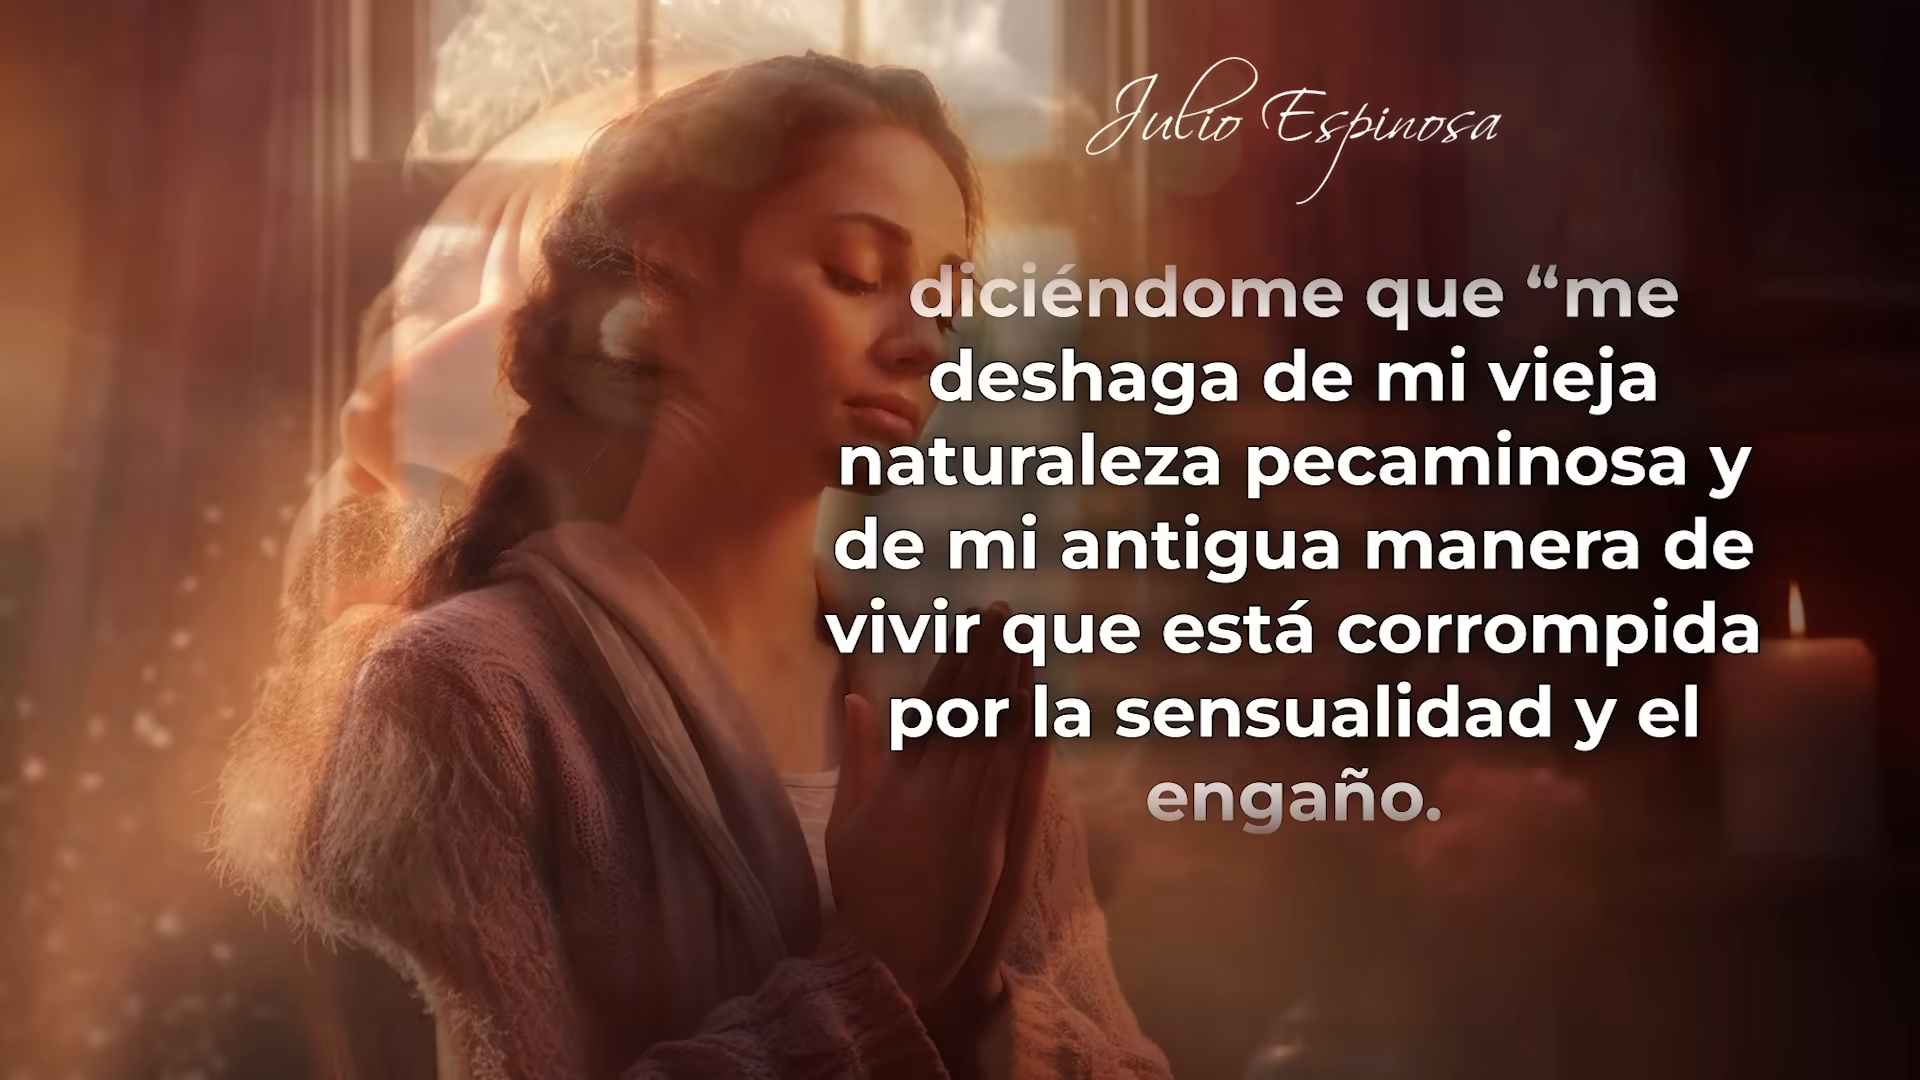 Julio Espinosa
diciéndome que “me
deshaga de mi vieja
naturaleza pecaminosa y
de mi antigua manera de
vivir que está corrompida
por la sensualidad y el
engaño.